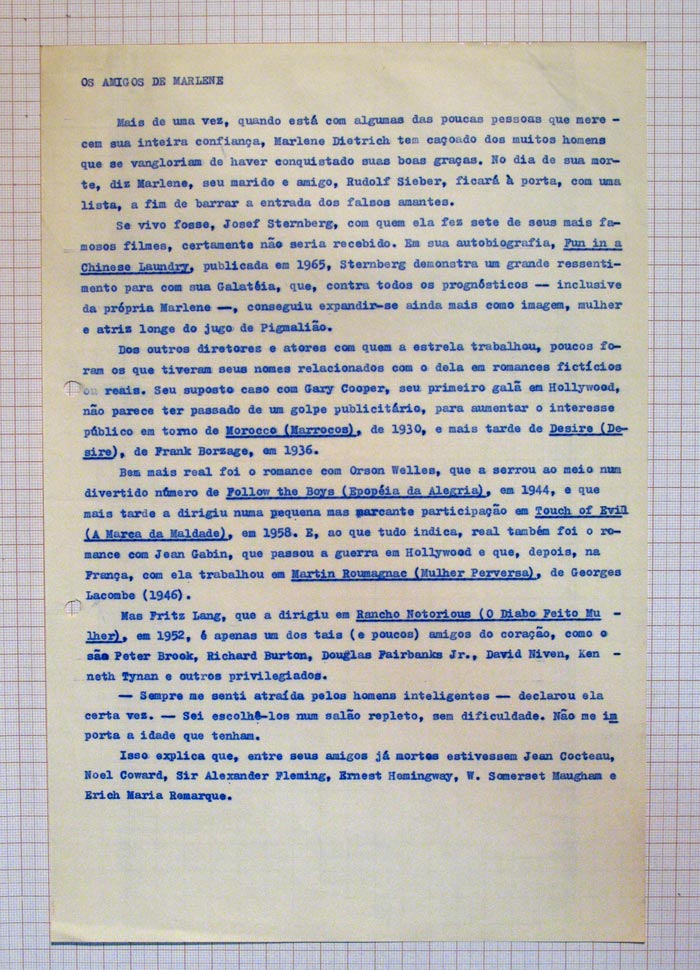 OS AMIGOS DE MARLENE
Mais de uma vez, quando está com algumas das poucas pessoas que mere -
cem sua inteira confiança, Marlene Dietrich tem caçoado dos muitos homens
que se vangloriam de haver conquistado suas boas graças. No dia de sua mor-
te, diz Marlene, seu marido e amigo, Rudolf Sieber, ficará à porta, com uma
lista, a fim de barrar a entrada dos falsos amantes.
Se vivo fosse, Josef Sternberg, com quem ela fez sete de seus mais fa-
mosos filmes, certamente não seria recebido. Em sua autobiografia, Fun in a
Chinese Laundry, publicada em 1965, Sternberg demonstra um grande ressenti-
mento para com sua Galatéia, que, contra todos os prognósticos — inclusive
da própria Marlene —, conseguiu expandir-se ainda mais como imagem, mulher
e atriz longe do jugo de Pigmalião.
Dos outros diretores e atores com quem a estrela trabalhou, poucos fo-
ram os que tiveram seus nomes relacionados com o dela em romances fictícios
ou reais. Seu suposto caso com Gary Cooper, seu primeiro galã em Hollywood,
não parece ter passado de um golpe publicitário, para aumentar o interesse
público em torno de Morocco (Marrocos), de 1930, e mais tarde de Desire (De-
sire), de Frank Borzage, em 1936.
Bem mais real foi o romance com Orson Welles, que a serrou ao meio num
divertido número de Follow the Boys (Epopéia da Alegria), em 1944, e que
mais tarde a dirigiu numa pequena mas marcante participação em Touch of Evil
(A Marca da Maldade), em 1958. E, ao que tudo indica, real também foi o ro-
mance com Jean Gabin, que passou a guerra em Hollywood e que, depois, na
França, com ela trabalhou em Martin Roumagnac (Mulher Perversa), de Georges
Lacombe (1946).
Mas Fritz Lang, que a dirigiu em Rancho Notorious (O Diabo Feito Mu -
lher), em 1952, é apenas um dos tais (e poucos) amigos do coração, como o
são Peter Brook, Richard Burton, Douglas Fairbanks Jr., David Niven, Ken -
neth Tynan e outros privilegiados.
— Sempre me senti atraída pelos homens inteligentes — declarou ela
certa vez. — Sei escolhê-los num salão repleto, sem dificuldade. Não me im
porta a idade que tenham.
Isso explica que, entre seus amigos já mortos estivessem Jean Cocteau,
Noel Coward, Sir Alexander Fleming, Ernest Hemingway, W. Somerset Maugham e
Erich Maria Remarque.